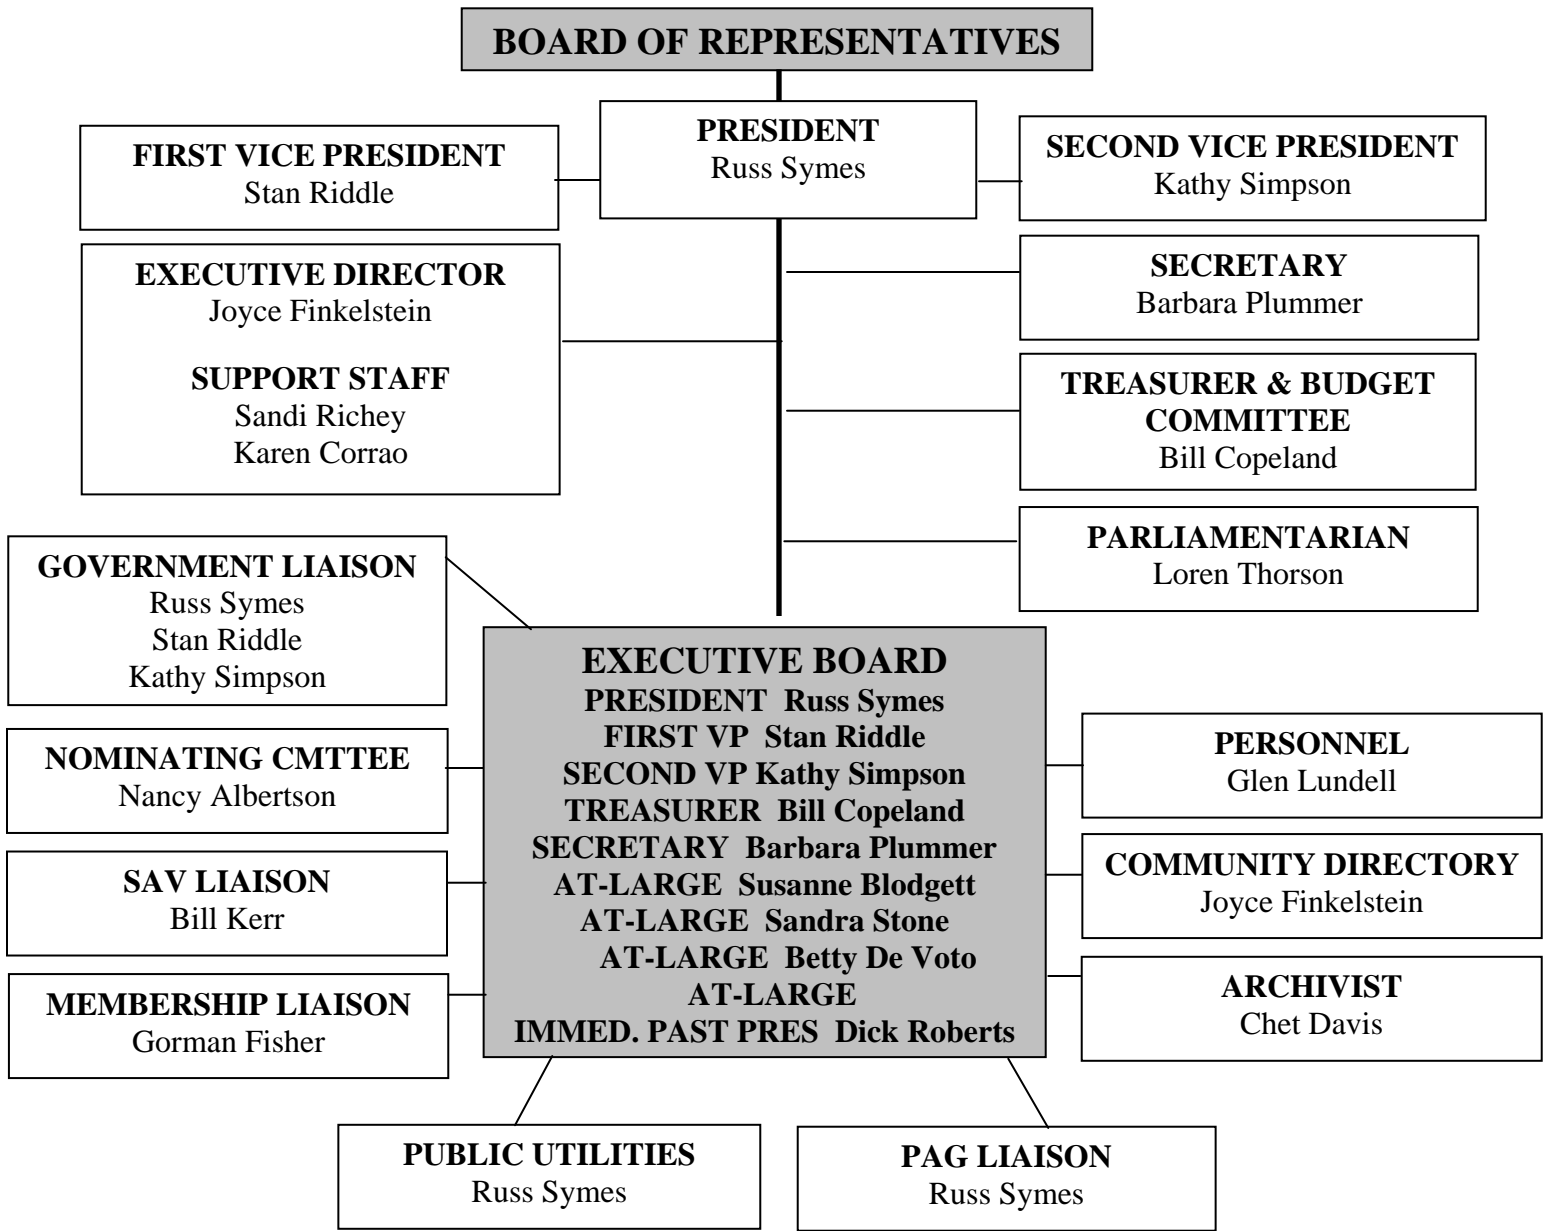 BOARD OF REPRESENTATIVES
PRESIDENT
Russ Symes
FIRST VICE PRESIDENT
Stan Riddle
SECOND VICE PRESIDENT
Kathy Simpson
EXECUTIVE DIRECTOR
Joyce Finkelstein
SUPPORT STAFF
Sandi Richey
Karen Corrao
SECRETARY
Barbara Plummer
TREASURER & BUDGET
COMMITTEE
Bill Copeland
PARLIAMENTARIAN
Loren Thorson
GOVERNMENT LIAISON
Russ Symes
Stan Riddle
Kathy Simpson
NOMINATING CMTTEE
Nancy Albertson
SAV LIAISON
Bill Kerr
MEMBERSHIP LIAISON
Gorman Fisher
EXECUTIVE BOARD
PRESIDENT Russ Symes
FIRST VP Stan Riddle
SECOND VP Kathy Simpson
TREASURER Bill Copeland
SECRETARY Barbara Plummer
AT-LARGE Susanne Blodgett
AT-LARGE Sandra Stone
AT-LARGE Betty De Voto
AT-LARGE
IMMED. PAST PRES Dick Roberts
PERSONNEL
Glen Lundell
COMMUNITY DIRECTORY
Joyce Finkelstein
ARCHIVIST
Chet Davis
PUBLIC UTILITIES
Russ Symes
PAG LIAISON
Russ Symes